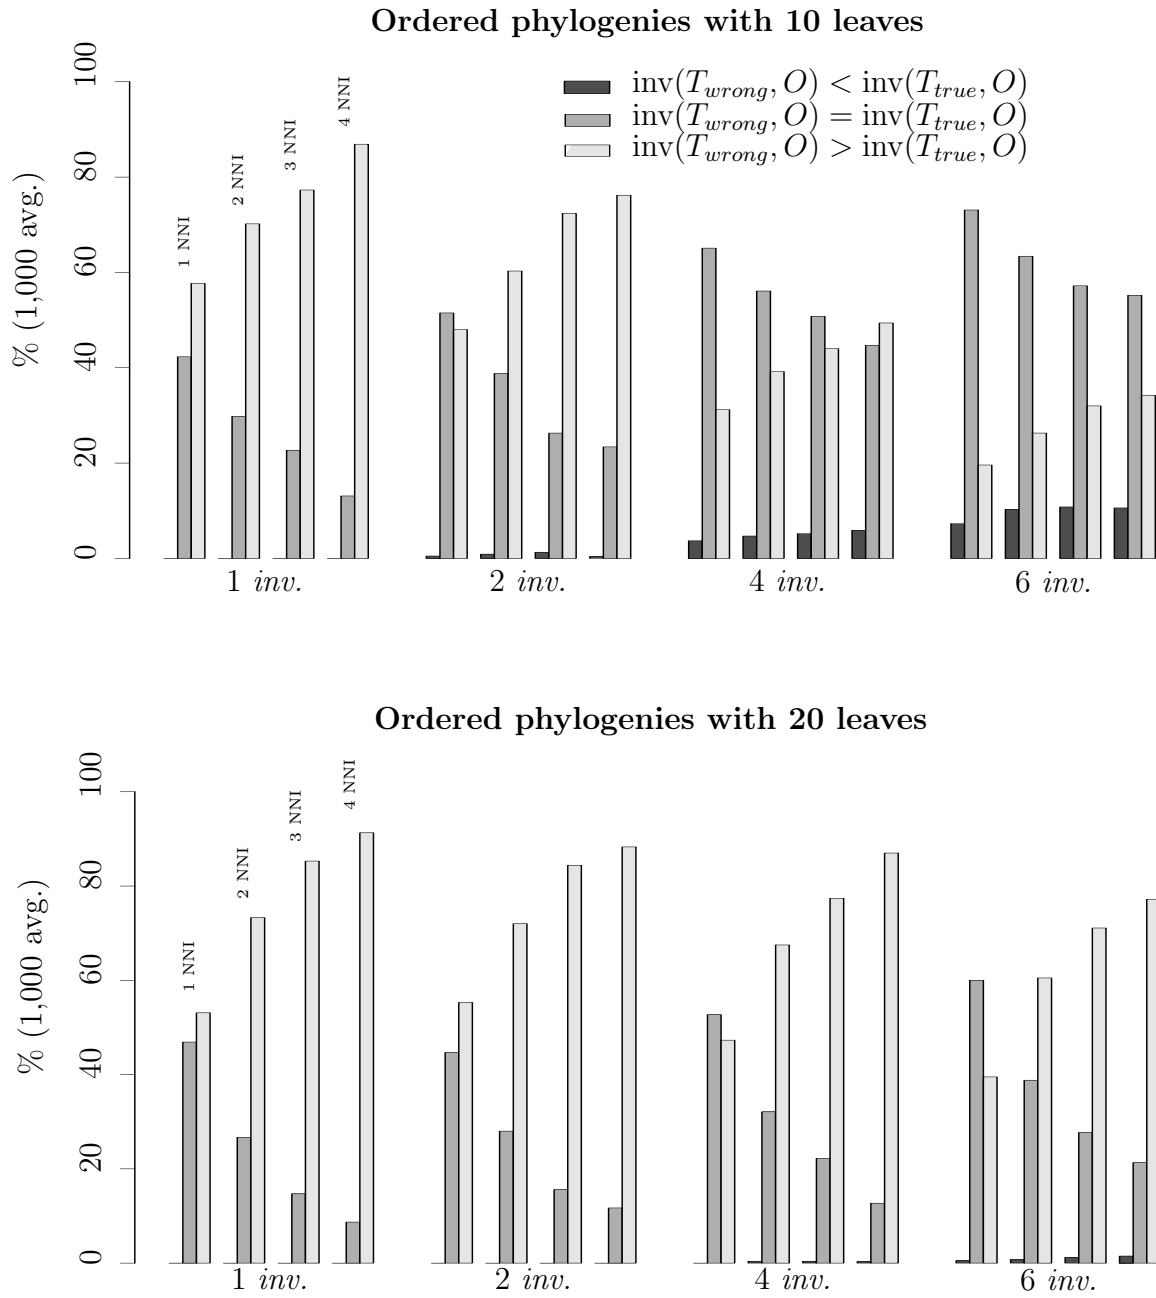 Ordered phylogenies with 10 leaves
inv(T_wrong, O) < inv(T_true, O)
inv(T_wrong, O) = inv(T_true, O)
inv(T_wrong, O) > inv(T_true, O)
% (1,000 avg.)
100
80
60
40
20
0
1 NNI
2 NNI
3 NNI
4 NNI
1 inv.
2 inv.
4 inv.
6 inv.
Ordered phylogenies with 20 leaves
% (1,000 avg.)
100
80
60
40
20
0
1 NNI
2 NNI
3 NNI
4 NNI
1 inv.
2 inv.
4 inv.
6 inv.